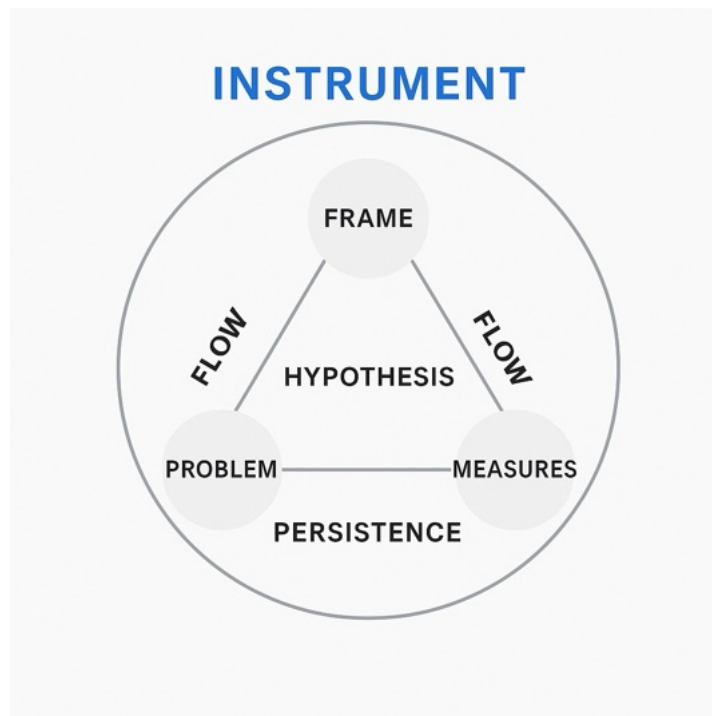 INSTRUMENT
FRAME
FLOW
FLOW
HYPOTHESIS
PROBLEM
MEASURES
PERSISTENCE